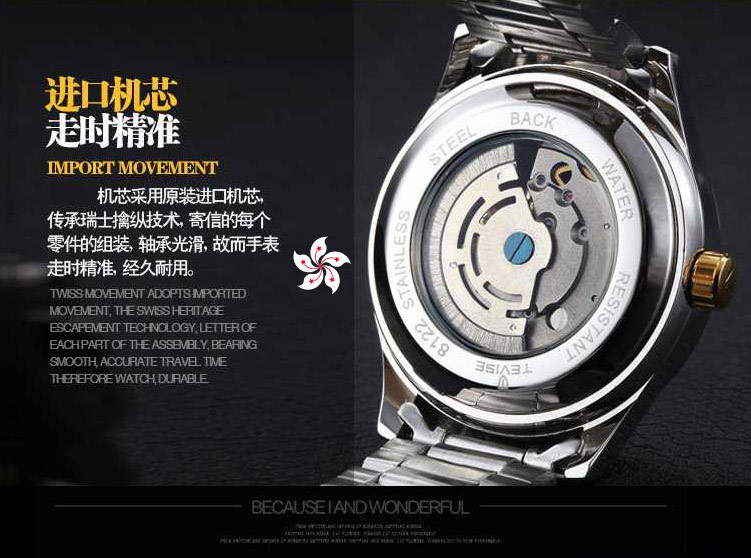 进口机芯
走时精准
IMPORT MOVEMENT
机芯采用原装进口机芯，
传承瑞士擒纵技术，寄信的每个
零件的组装，轴承光滑，故而手表
走时精准，经久耐用。
TWISS MOVEMENT ADOPTS IMPORTED
MOVEMENT, THE SWISS HERITAGE
ESCAPEMENT TECHNOLOGY, LETTER OF
EACH PART OF THE ASSEMBLY, BEARING
SMOOTH, ACCURATE TRAVEL TIME
THEREFORE WATCH, DURABLE.
STAINLESS STEEL BACK WATER RESISTANT
TEVISE 8122
BECAUSE I AND WONDERFUL